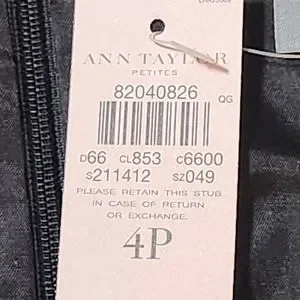 ANN TAYLOR
PETITES
82040826
QG
D66 CL853 C6600
S211412 SZ049
PLEASE RETAIN THIS STUB
IN CASE OF RETURN
OR EXCHANGE.
4P